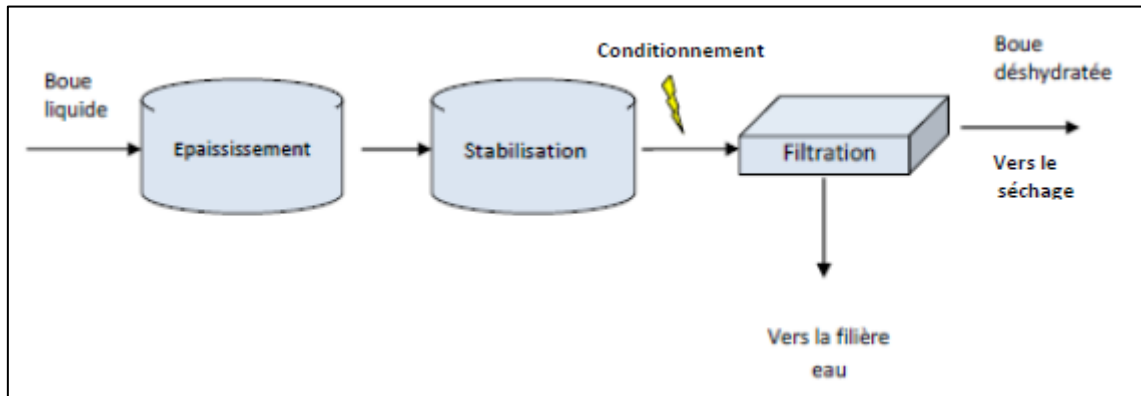 Boue
liquide
Epaississement
Stabilisation
Conditionnement
Filtration
Boue
déshydratée
Vers le
séchage
Vers la filière
eau